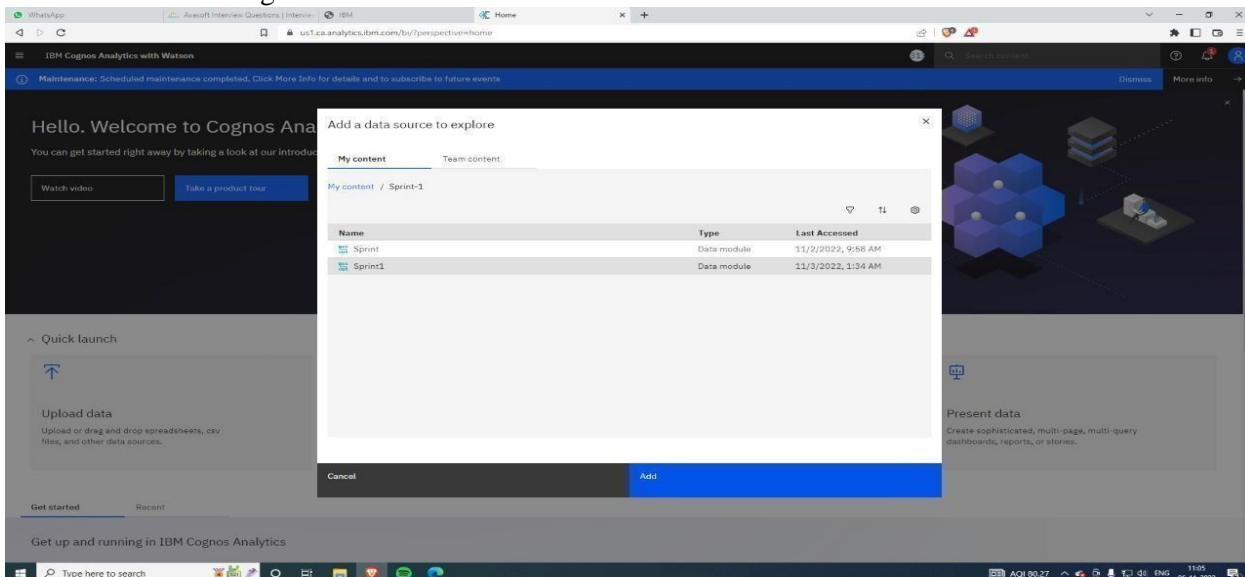 WhatsApp
Avasoft Interview Questions | Intervie
IBM
Home
us1.ca.analytics.ibm.com/bi/?perspective=home
IBM Cognos Analytics with Watson
Search content
Maintenance: Scheduled maintenance completed. Click More Info for details and to subscribe to future events
Dismiss
More info
Hello. Welcome to Cognos Ana
You can get started right away by taking a look at our introduc
Watch video
Take a product tour
Add a data source to explore
My content
Team content
My content / Sprint-1
Name Type Last Accessed
Sprint Data module 11/2/2022, 9:58 AM
Sprint1 Data module 11/3/2022, 1:34 AM
Cancel
Add
Quick launch
Upload data
Upload or drag and drop spreadsheets, csv
files, and other data sources.
Present data
Create sophisticated, multi-page, multi-query
dashboards, reports, or stories.
Get started
Recent
Get up and running in IBM Cognos Analytics
Type here to search
AQI 80.27
ENG
11:05